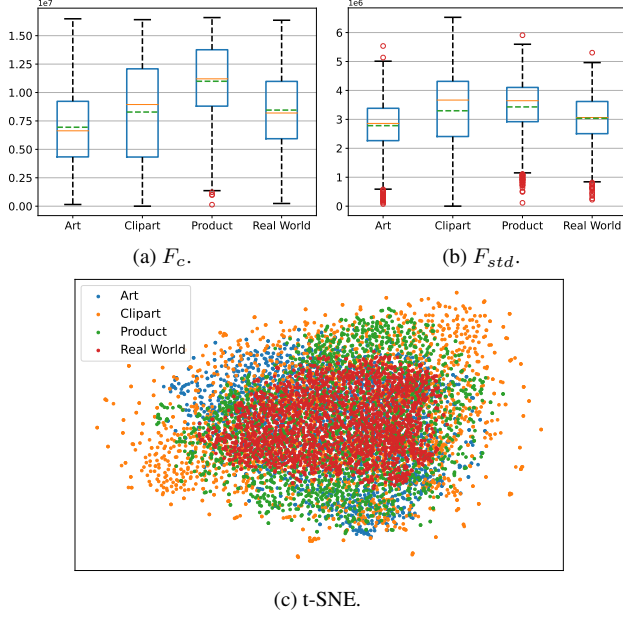 1e7
1.50
1.25
1.00
0.75
0.50
0.25
0.00
Art Clipart Product Real World
(a) F_c.
1e6
6
5
4
3
2
1
0
Art Clipart Product Real World
(b) F_{std}.
Art
Clipart
Product
Real World
(c) t-SNE.